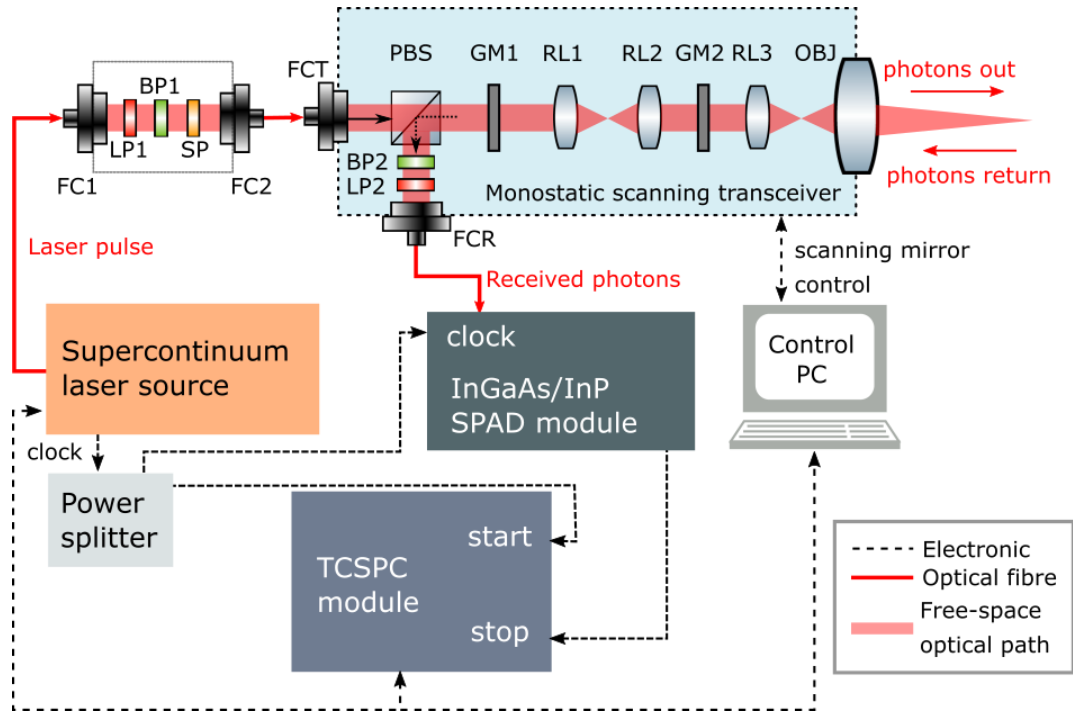 FCT
PBS
GM1
RL1
RL2
GM2
RL3
OBJ
photons out
BP1
LP1
SP
FC1
FC2
BP2
LP2
Monostatic scanning transceiver
photons return
FCR
Laser pulse
Received photons
scanning mirror
control
Supercontinuum
laser source
clock
InGaAs/InP
SPAD module
Control
PC
clock
Power
splitter
start
TCSPC
module
stop
Electronic
Optical fibre
Free-space
optical path